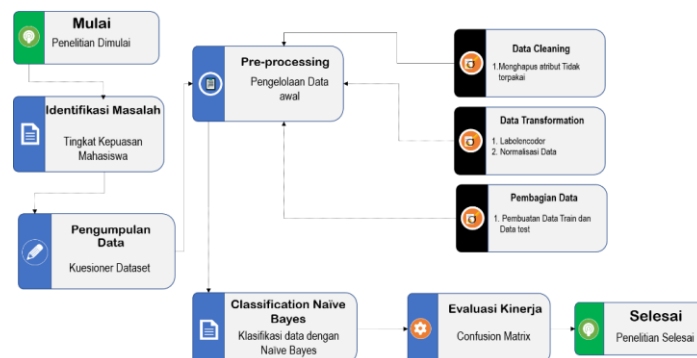 Mulai
Penelitian Dimulai
Identifikasi Masalah
Tingkat Kepuasan
Mahasiswa
Pengumpulan
Data
Kuesioner Dataset
Pre-processing
Pengelolaan Data
awal
Data Cleaning
1.Menghapus atribut Tidak
torpakai
Data Transformation
1. Labolencodor
2. Normalisasi Data
Pembagian Data
1. Pembuatan Data Train dan
Data test
Classification Naïve
Bayes
Klasifikasi data dengan
Naïve Bayes
Evaluasi Kinerja
Confusion Matrix
Selesai
Penelitian Selesai